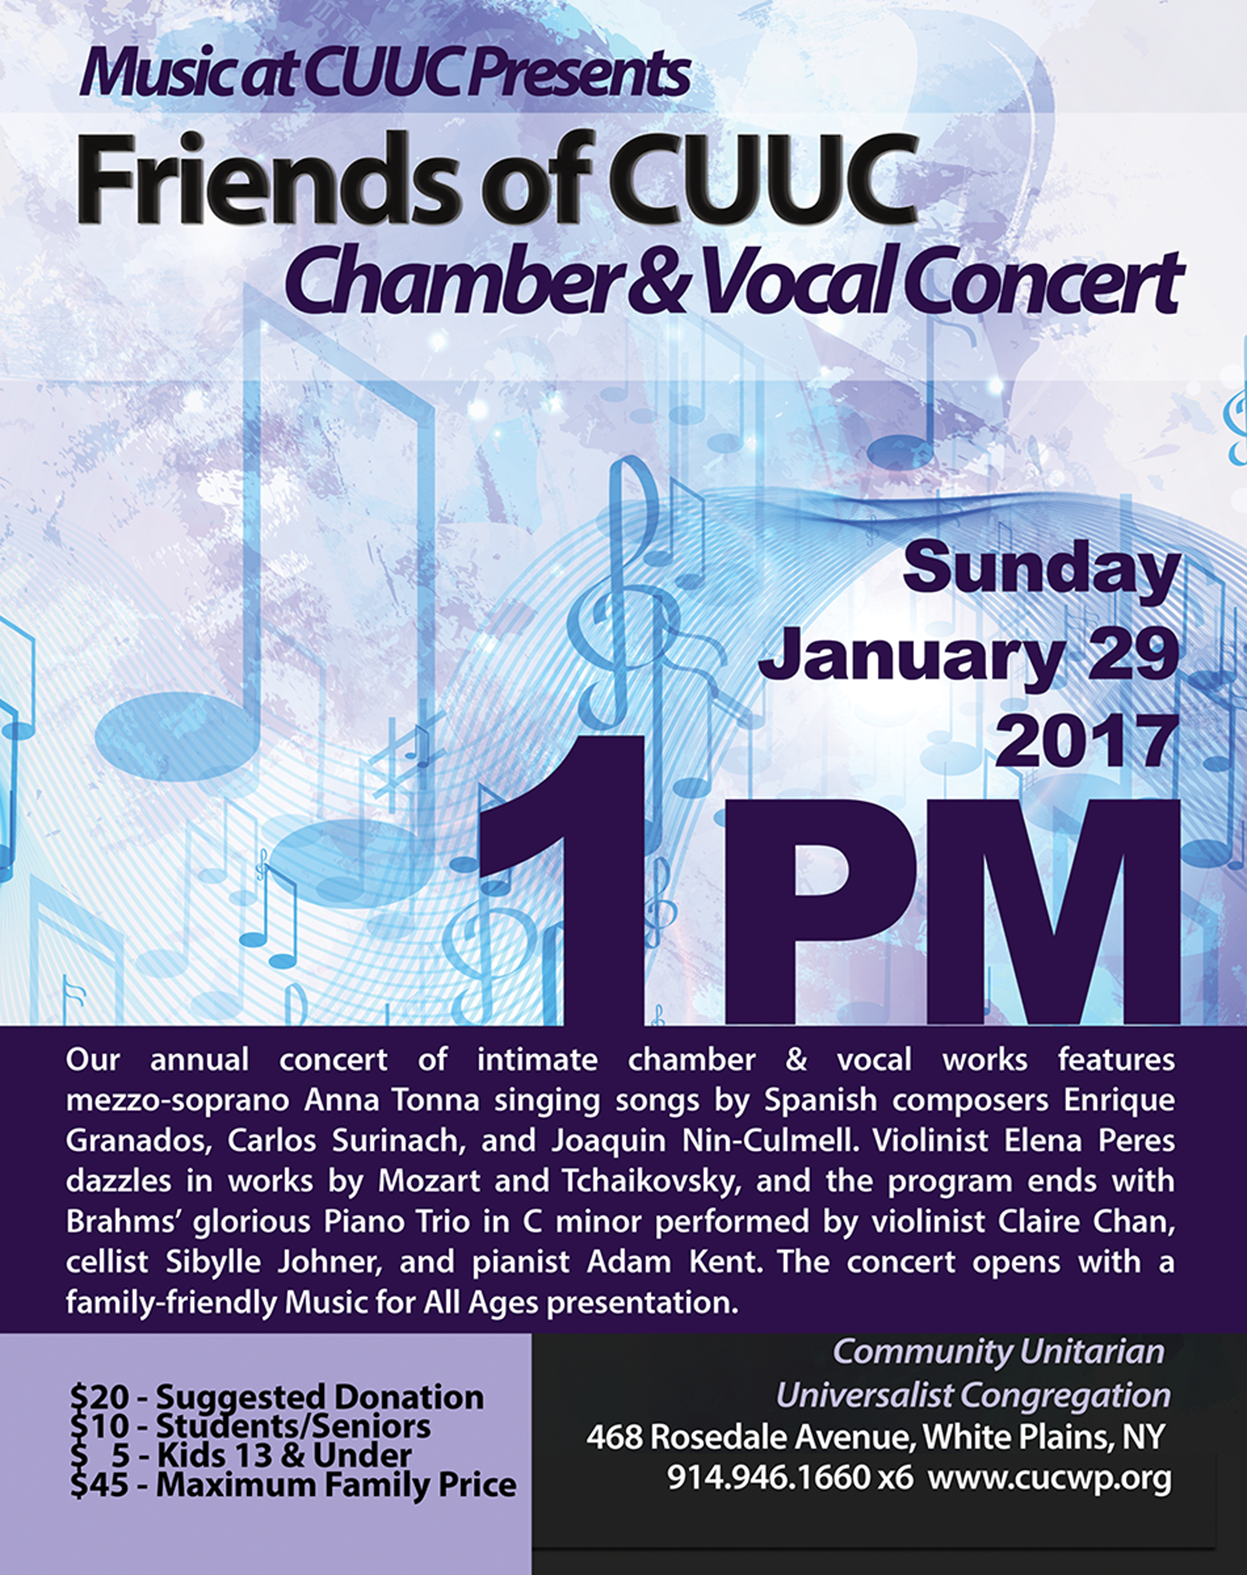 Music at CUUC Presents
Friends of CUUC
Chamber & Vocal Concert
Sunday
January 29
2017
1 PM
Our annual concert of intimate chamber & vocal works features
mezzo-soprano Anna Tonna singing songs by Spanish composers Enrique
Granados, Carlos Surinach, and Joaquin Nin-Culmell. Violinist Elena Peres
dazzles in works by Mozart and Tchaikovsky, and the program ends with
Brahms’ glorious Piano Trio in C minor performed by violinist Claire Chan,
cellist Sibylle Johner, and pianist Adam Kent. The concert opens with a
family-friendly Music for All Ages presentation.
$20 - Suggested Donation
$10 - Students/Seniors
$ 5 - Kids 13 & Under
$45 - Maximum Family Price
Community Unitarian
Universalist Congregation
468 Rosedale Avenue, White Plains, NY
914.946.1660 x6 www.cucwp.org